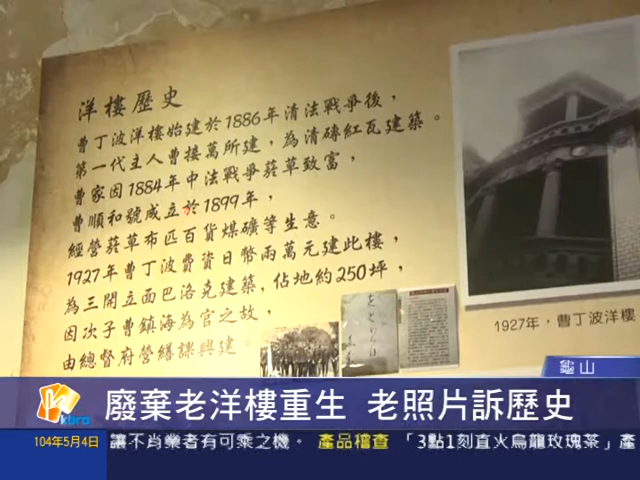 洋樓歷史
曹丁波洋樓始建於1886年清法戰爭後，
第一代主人曹接萬所建，為清磚紅瓦建築。
曹家因1884年中法戰爭葯草致富，
曹順和號成立於1899年，
經營葯草布匹百貨煤礦等生意。
1927年曹丁波費資日幣兩萬元建此樓，
為三開立面巴洛克建築，佔地約250坪，
因次子曹鎮海為官之故，
由總督府營繕課興建。
1927年，曹丁波洋樓
龜山
kbro
廢棄老洋樓重生 老照片訴歷史
104年5月4日
讓不肖業者有可乘之機。 產品稽查 「3點1刻直火烏龍玫瑰茶」產